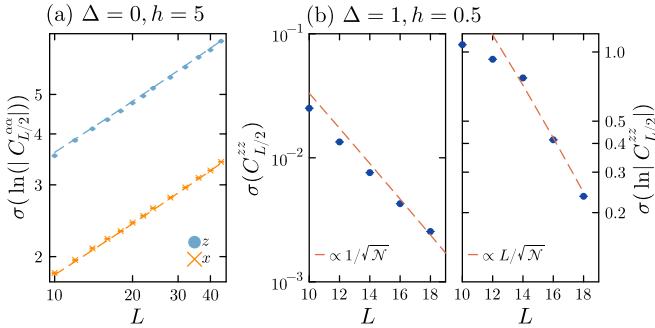 (a) Δ = 0, h = 5
σ(ln(|C^{αα}_{L/2}|))
5
4
3
2
10
20
30
40
L
z
x
(b) Δ = 1, h = 0.5
σ(C^{zz}_{L/2})
10^{−2}
10^{−3}
10
12
14
16
18
L
∝ 1/√𝒩
1.0
0.5
0.4
0.3
0.2
10
12
14
16
18
L
∝ L/√𝒩
σ(ln|C^{zz}_{L/2}|)